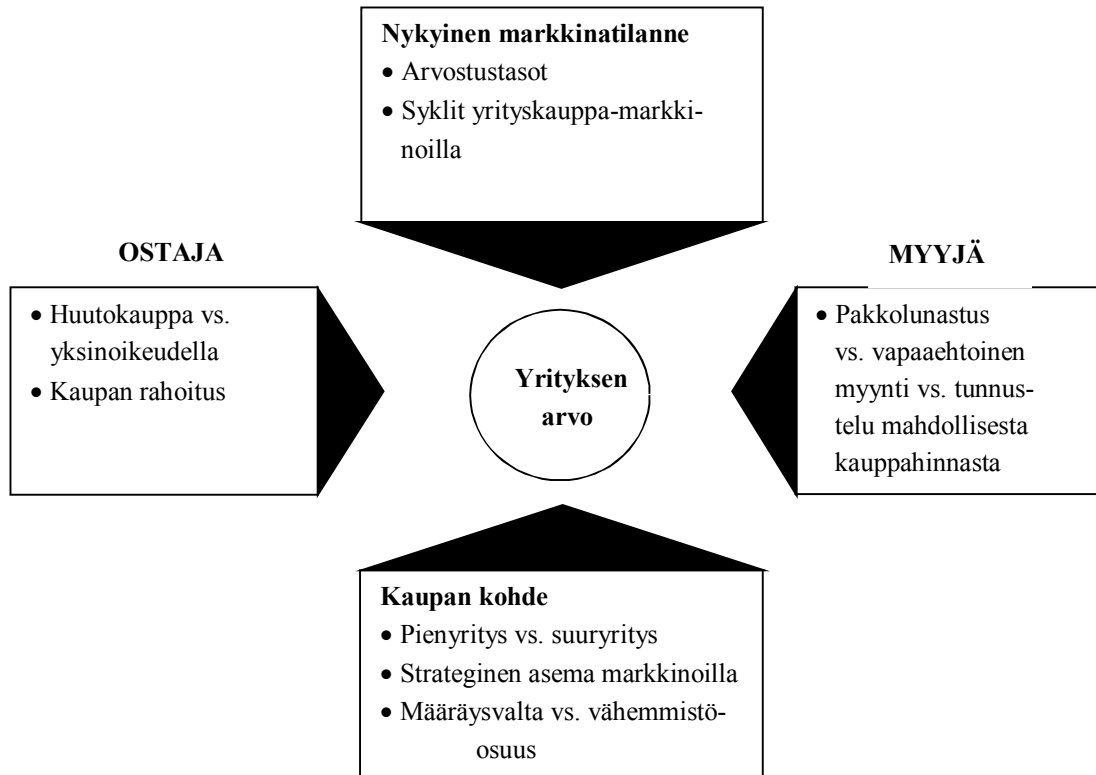 Nykyinen markkinatilanne
• Arvostustasot
• Syklit yrityskauppa-markki-
noilla
OSTAJA
• Huutokauppa vs.
yksinoikeudella
• Kaupan rahoitus
Yrityksen
arvo
MYYJÄ
• Pakkolunastus
vs. vapaaehtoinen
myynti vs. tunnus-
telu mahdollisesta
kauppahinnasta
Kaupan kohde
• Pienyritys vs. suuryritys
• Strateginen asema markkinoilla
• Määräysvalta vs. vähemmistö-
osuus